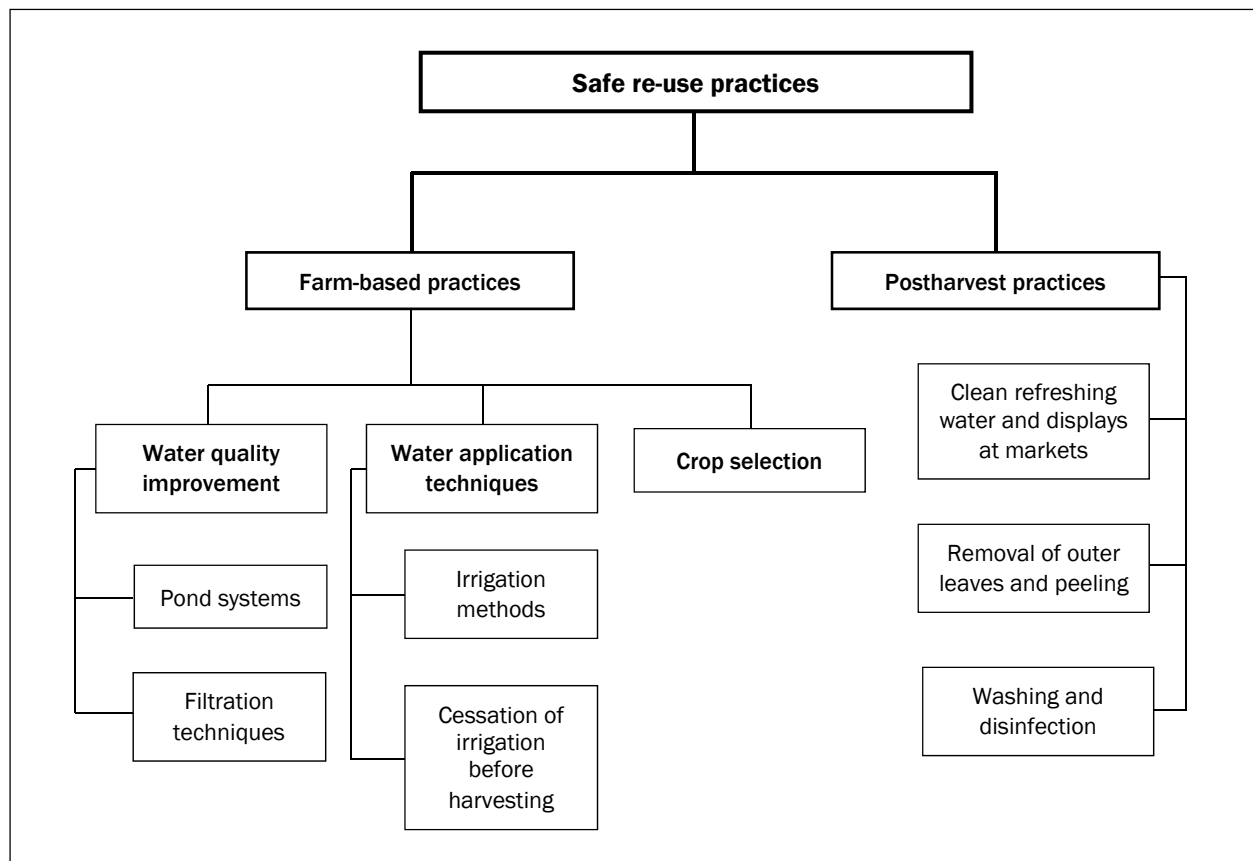 Safe re-use practices
Farm-based practices
Postharvest practices
Water quality
improvement
Water application
techniques
Crop selection
Pond systems
Filtration
techniques
Irrigation
methods
Cessation of
irrigation
before
harvesting
Clean refreshing
water and displays
at markets
Removal of outer
leaves and peeling
Washing and
disinfection